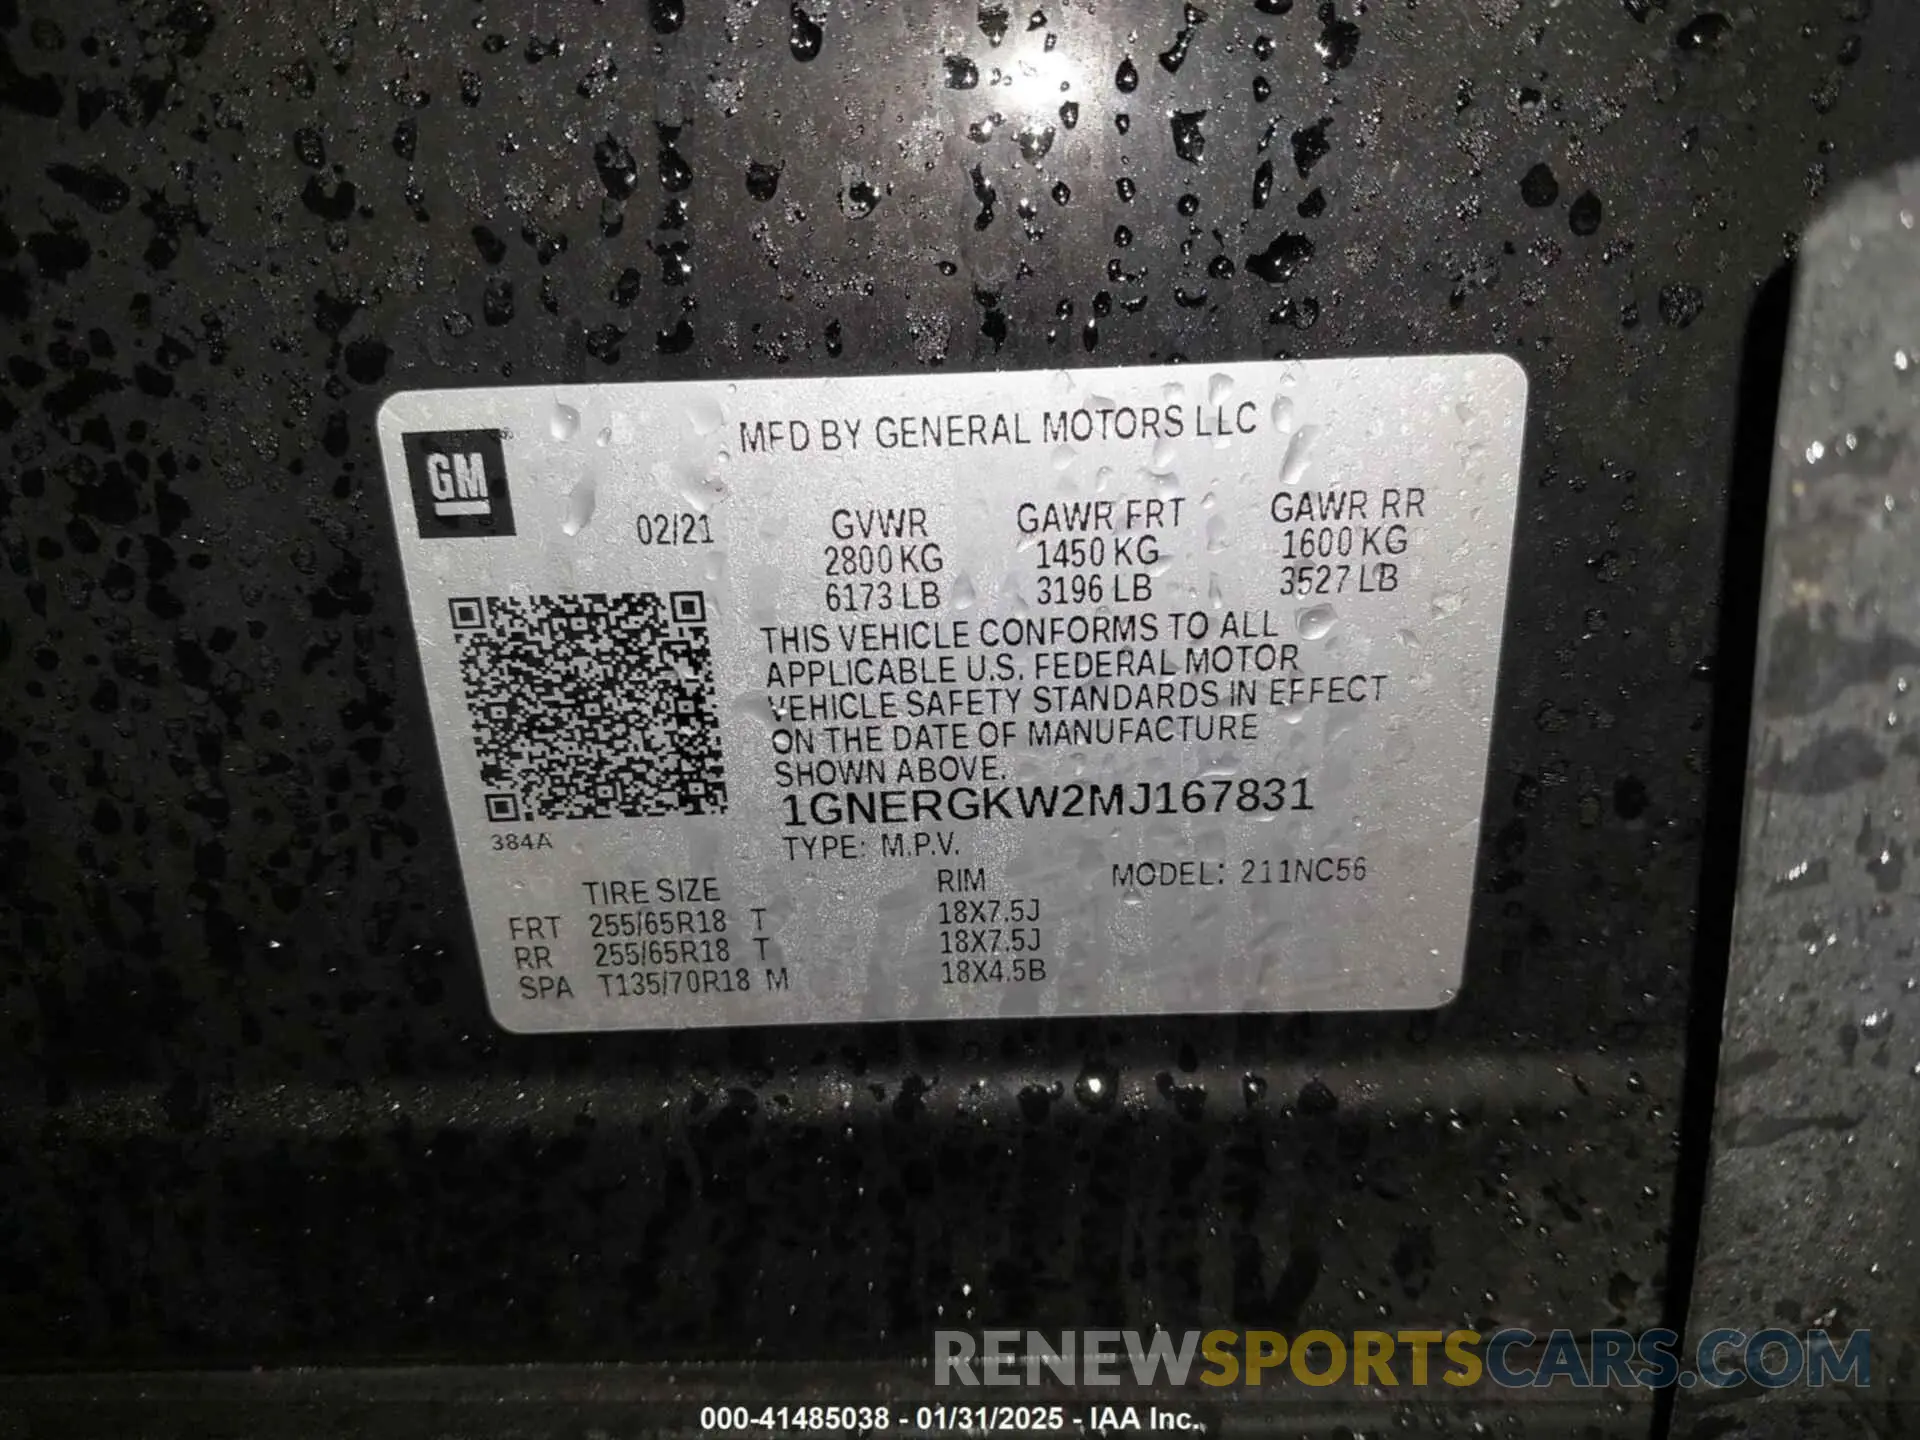 MFD BY GENERAL MOTORS LLC
GM
02/21
GVWR GAWR FRT GAWR RR
2800 KG 1450 KG 1600 KG
6173 LB 3196 LB 3527 LB
THIS VEHICLE CONFORMS TO ALL
APPLICABLE U.S. FEDERAL MOTOR
VEHICLE SAFETY STANDARDS IN EFFECT
ON THE DATE OF MANUFACTURE
SHOWN ABOVE.
1GNERGKW2MJ167831
384A
TYPE: M.P.V.
MODEL: 211NC56
TIRE SIZE RIM
FRT 255/65R18 T 18X7.5J
RR 255/65R18 T 18X7.5J
SPA T135/70R18 M 18X4.5B
RENEWSPORTSCARS.COM
000-41485038 - 01/31/2025 - IAA Inc.